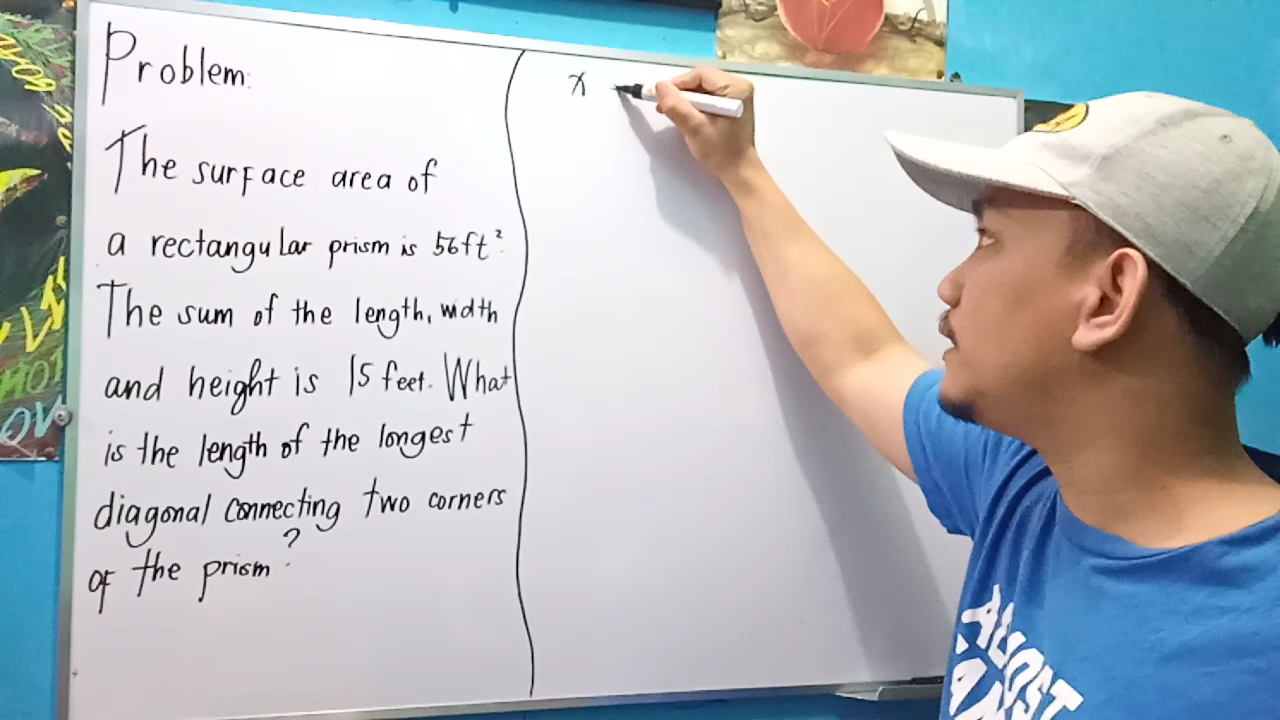 Problem:
The surface area of
a rectangular prism is 56ft².
The sum of the length, width
and height is 15 feet. What
is the length of the longest
diagonal connecting two corners
of the prism?
x